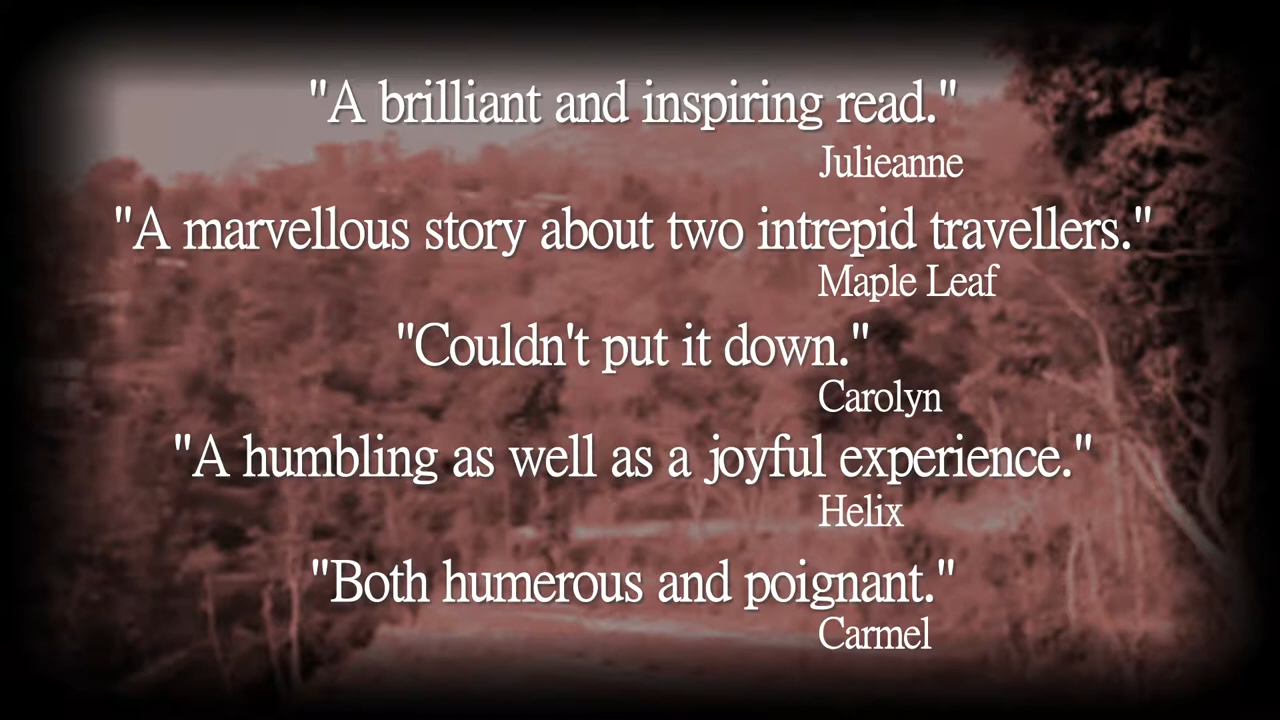 "A brilliant and inspiring read."
Julieanne
"A marvellous story about two intrepid travellers."
Maple Leaf
"Couldn't put it down."
Carolyn
"A humbling as well as a joyful experience."
Helix
"Both humerous and poignant."
Carmel